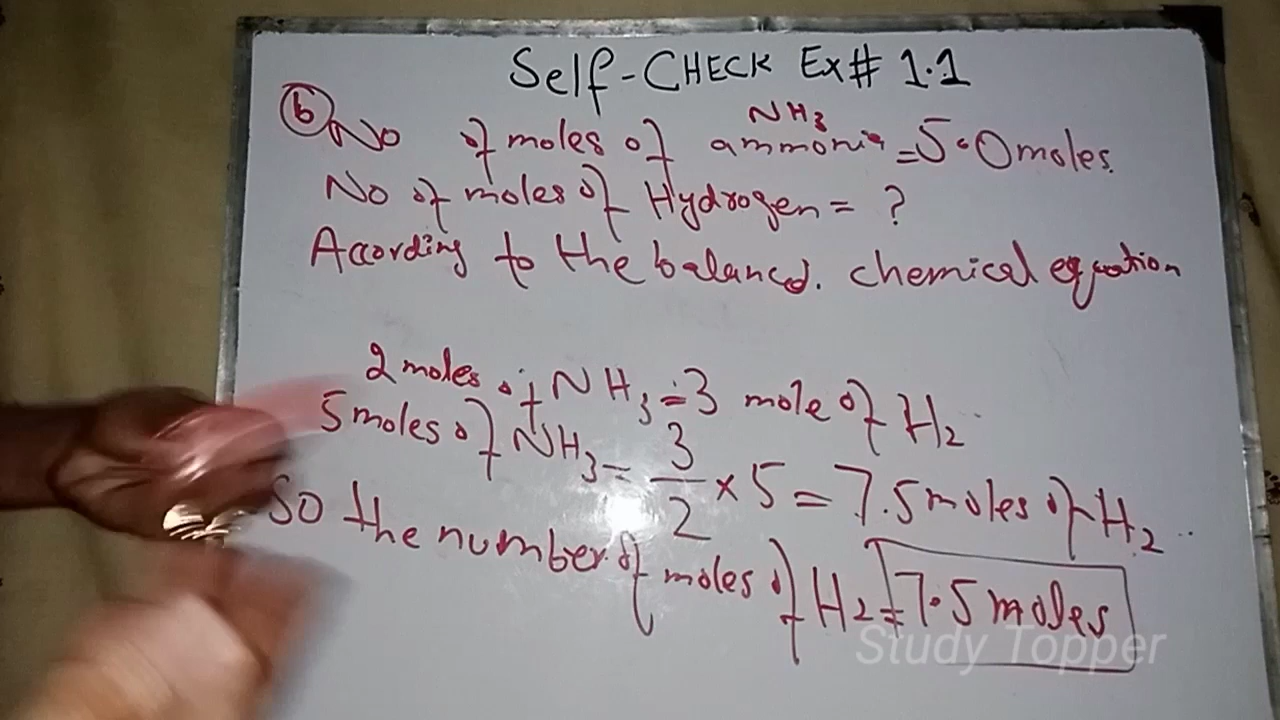 Self-CHECK Ex# 1.1
(b) No of moles of ammonia = 5.0 moles.
NH3
No of moles of Hydrogen = ?
According to the balanced. chemical equation
2 moles of NH3 = 3 mole of H2
5 moles of NH3 = 3/2 × 5 = 7.5 moles of H2
So the number of moles of H2 = 7.5 moles
Study Topper